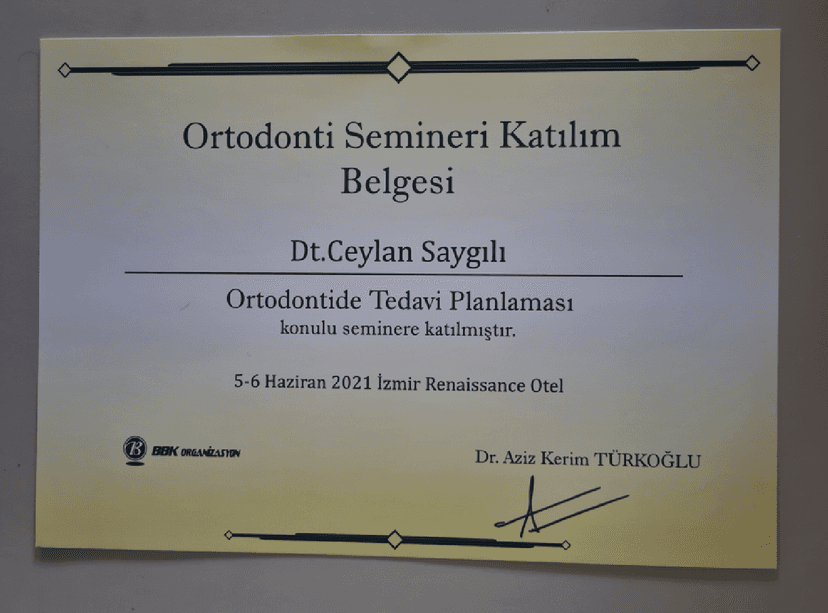 Ortodonti Semineri Katılım
Belgesi
Dt.Ceylan Saygılı
Ortodontide Tedavi Planlaması
konulu seminere katılmıştır.
5-6 Haziran 2021 İzmir Renaissance Otel
B BBK ORGANİZASYON
Dr. Aziz Kerim TÜRKOĞLU